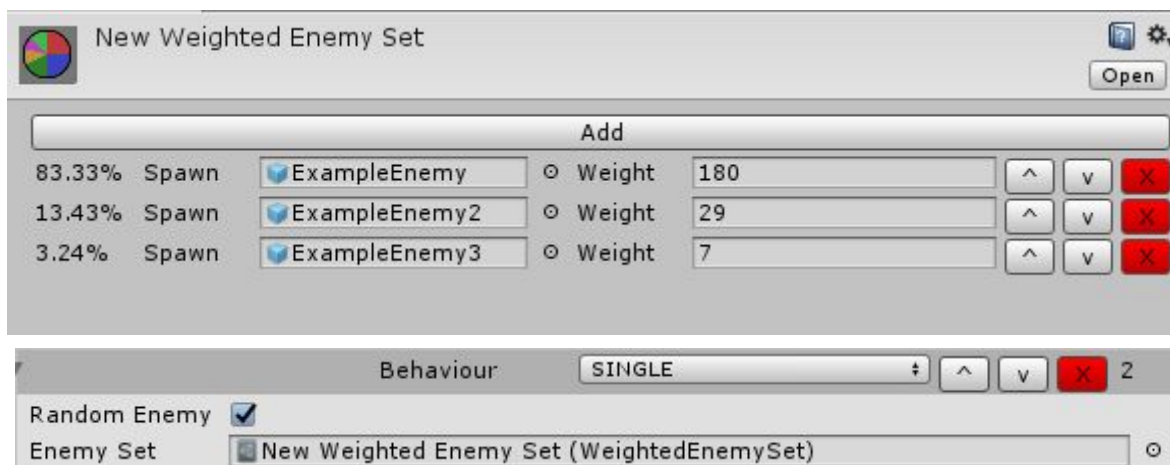 New Weighted Enemy Set
Open
Add
83.33% Spawn ExampleEnemy Weight 180 ^ v X
13.43% Spawn ExampleEnemy2 Weight 29 ^ v X
3.24% Spawn ExampleEnemy3 Weight 7 ^ v X
Behaviour SINGLE ^ v X 2
Random Enemy
Enemy Set New Weighted Enemy Set (WeightedEnemySet)